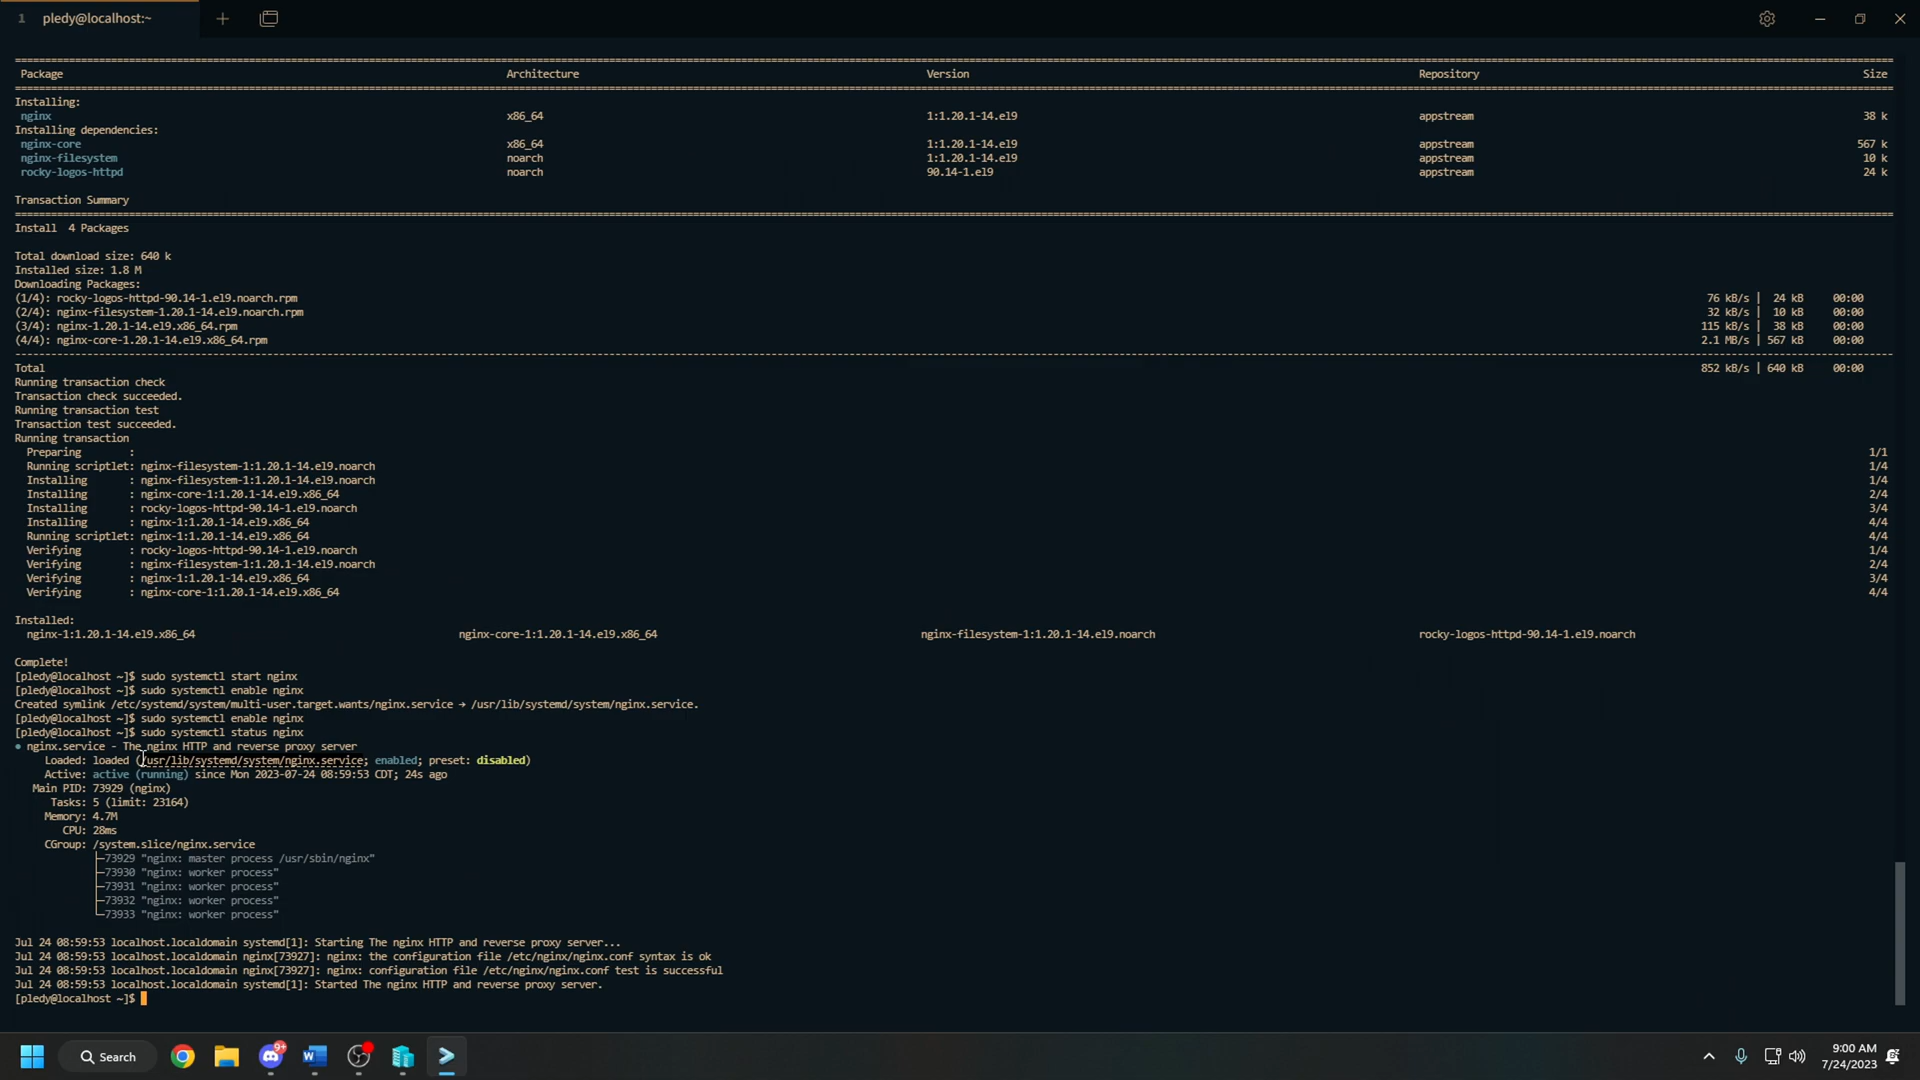 1 pledy@localhost:~
Package Architecture Version Repository Size
Installing:
nginx x86_64 1:1.20.1-14.el9 appstream 38 k
Installing dependencies:
nginx-core x86_64 1:1.20.1-14.el9 appstream 567 k
nginx-filesystem noarch 1:1.20.1-14.el9 appstream 10 k
rocky-logos-httpd noarch 90.14-1.el9 appstream 24 k
Transaction Summary
Install 4 Packages
Total download size: 640 k
Installed size: 1.8 M
Downloading Packages:
(1/4): rocky-logos-httpd-90.14-1.el9.noarch.rpm 76 kB/s | 24 kB 00:00
(2/4): nginx-filesystem-1.20.1-14.el9.noarch.rpm 32 kB/s | 10 kB 00:00
(3/4): nginx-1.20.1-14.el9.x86_64.rpm 115 kB/s | 38 kB 00:00
(4/4): nginx-core-1.20.1-14.el9.x86_64.rpm 2.1 MB/s | 567 kB 00:00
Total 852 kB/s | 640 kB 00:00
Running transaction check
Transaction check succeeded.
Running transaction test
Transaction test succeeded.
Running transaction
Preparing : 1/1
Running scriptlet: nginx-filesystem-1:1.20.1-14.el9.noarch 1/4
Installing : nginx-filesystem-1:1.20.1-14.el9.noarch 1/4
Installing : nginx-core-1:1.20.1-14.el9.x86_64 2/4
Installing : rocky-logos-httpd-90.14-1.el9.noarch 3/4
Installing : nginx-1:1.20.1-14.el9.x86_64 4/4
Running scriptlet: nginx-1:1.20.1-14.el9.x86_64 4/4
Verifying : rocky-logos-httpd-90.14-1.el9.noarch 1/4
Verifying : nginx-filesystem-1:1.20.1-14.el9.noarch 2/4
Verifying : nginx-1:1.20.1-14.el9.x86_64 3/4
Verifying : nginx-core-1:1.20.1-14.el9.x86_64 4/4
Installed:
nginx-1:1.20.1-14.el9.x86_64 nginx-core-1:1.20.1-14.el9.x86_64 nginx-filesystem-1:1.20.1-14.el9.noarch rocky-logos-httpd-90.14-1.el9.noarch
Complete!
[pledy@localhost ~]$ sudo systemctl start nginx
[pledy@localhost ~]$ sudo systemctl enable nginx
Created symlink /etc/systemd/system/multi-user.target.wants/nginx.service → /usr/lib/systemd/system/nginx.service.
[pledy@localhost ~]$ sudo systemctl enable nginx
[pledy@localhost ~]$ sudo systemctl status nginx
● nginx.service - The nginx HTTP and reverse proxy server
Loaded: loaded (/usr/lib/systemd/system/nginx.service; enabled; preset: disabled)
Active: active (running) since Mon 2023-07-24 08:59:53 CDT; 24s ago
Main PID: 73929 (nginx)
Tasks: 5 (limit: 23164)
Memory: 4.7M
CPU: 28ms
CGroup: /system.slice/nginx.service
├─73929 "nginx: master process /usr/sbin/nginx"
├─73930 "nginx: worker process"
├─73931 "nginx: worker process"
├─73932 "nginx: worker process"
└─73933 "nginx: worker process"
Jul 24 08:59:53 localhost.localdomain systemd[1]: Starting The nginx HTTP and reverse proxy server...
Jul 24 08:59:53 localhost.localdomain nginx[73927]: nginx: the configuration file /etc/nginx/nginx.conf syntax is ok
Jul 24 08:59:53 localhost.localdomain nginx[73927]: nginx: configuration file /etc/nginx/nginx.conf test is successful
Jul 24 08:59:53 localhost.localdomain systemd[1]: Started The nginx HTTP and reverse proxy server.
[pledy@localhost ~]$
Search
9+
9:00 AM
7/24/2023